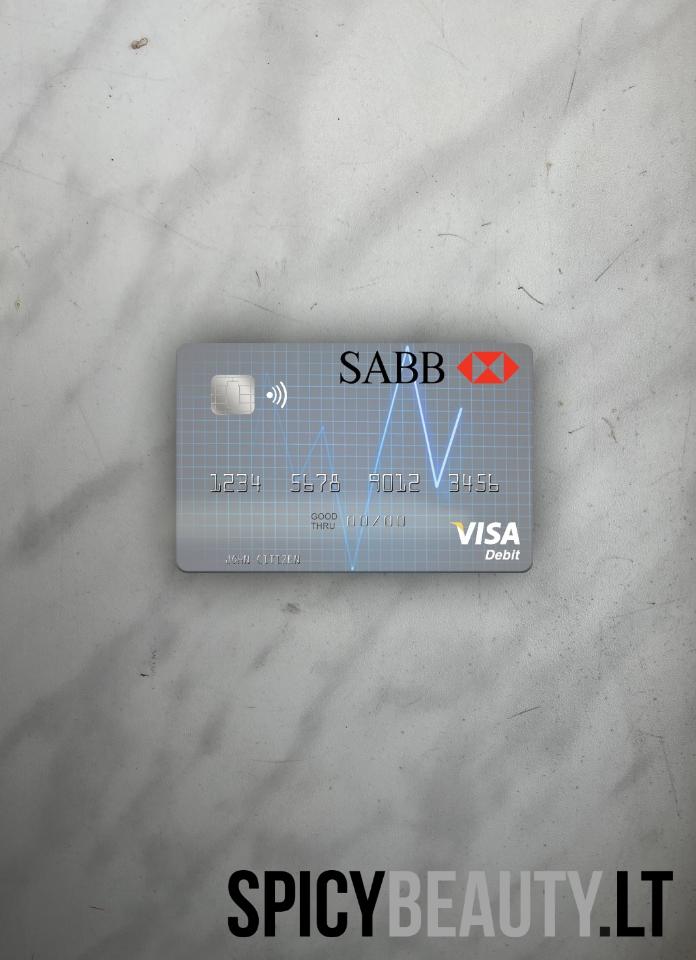 SABB
1234 5678 9012 3456
GOOD
THRU 00/00
VISA
Debit
JOHN CITIZEN
SPICYBEAUTY.LT